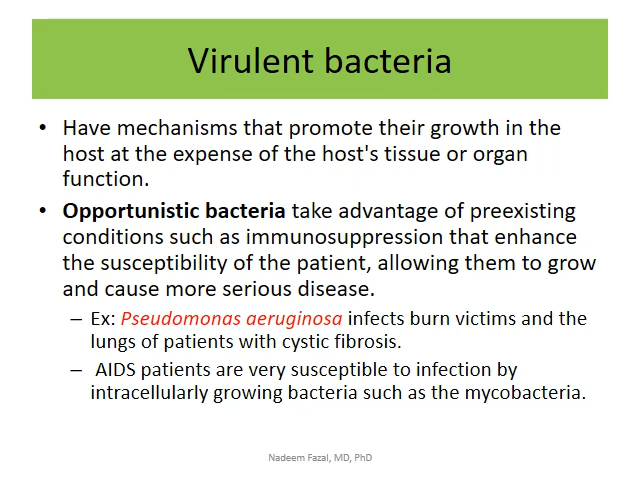 Virulent bacteria
• Have mechanisms that promote their growth in the
host at the expense of the host's tissue or organ
function.
• Opportunistic bacteria take advantage of preexisting
conditions such as immunosuppression that enhance
the susceptibility of the patient, allowing them to grow
and cause more serious disease.
– Ex: Pseudomonas aeruginosa infects burn victims and the
lungs of patients with cystic fibrosis.
– AIDS patients are very susceptible to infection by
intracellularly growing bacteria such as the mycobacteria.
Nadeem Fazal, MD, PhD